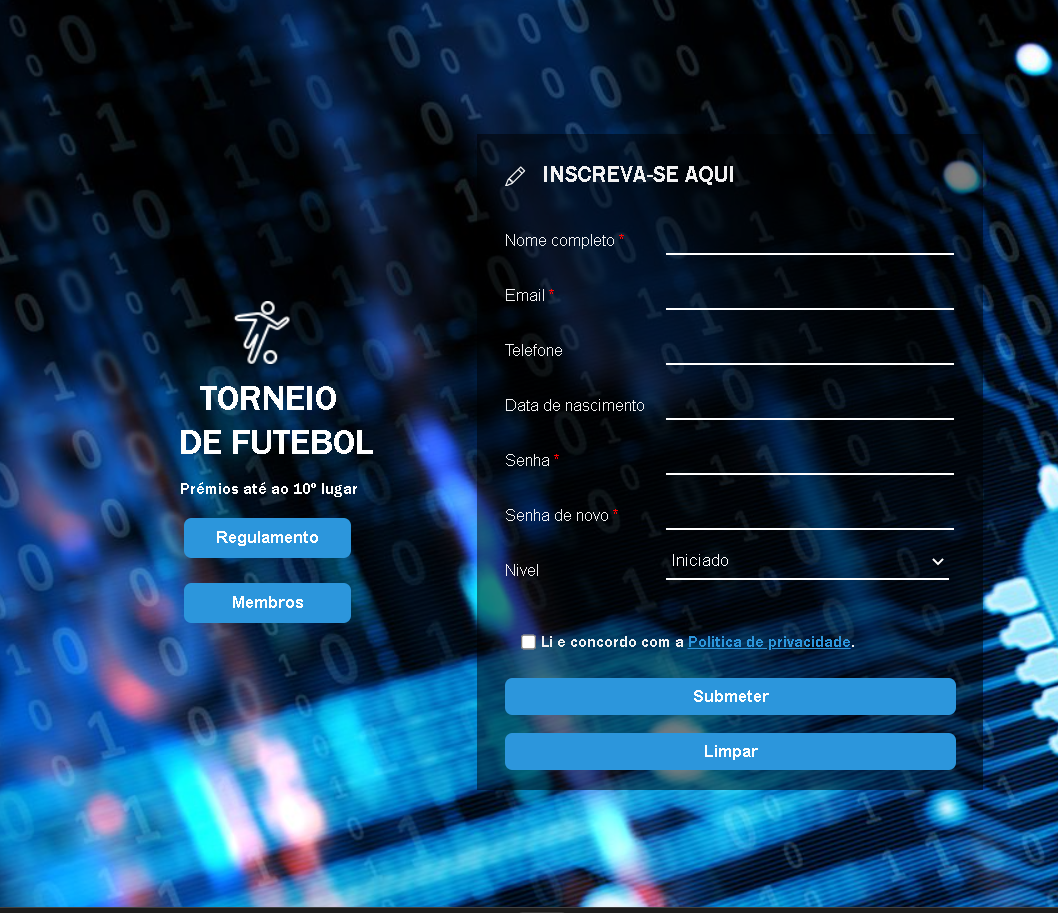 TORNEIO
DE FUTEBOL
Prémios até ao 10º lugar
Regulamento
Membros
INSCREVA-SE AQUI
Nome completo *
Email *
Telefone
Data de nascimento
Senha *
Senha de novo *
Nivel
Iniciado
Li e concordo com a Politica de privacidade.
Submeter
Limpar